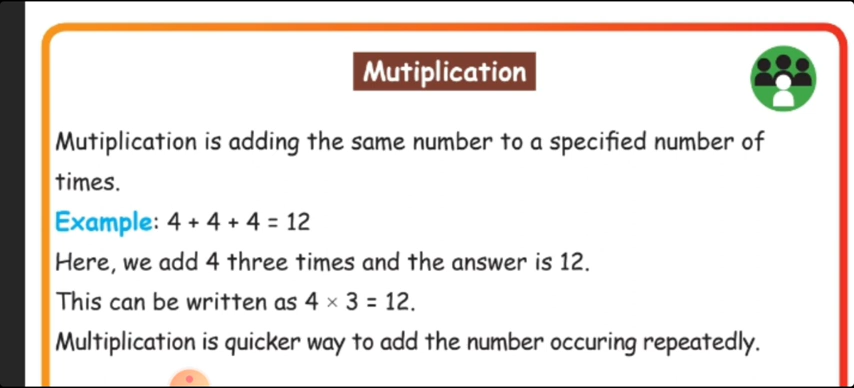 Mutiplication
Mutiplication is adding the same number to a specified number of
times.
Example: 4 + 4 + 4 = 12
Here, we add 4 three times and the answer is 12.
This can be written as 4 × 3 = 12.
Multiplication is quicker way to add the number occuring repeatedly.